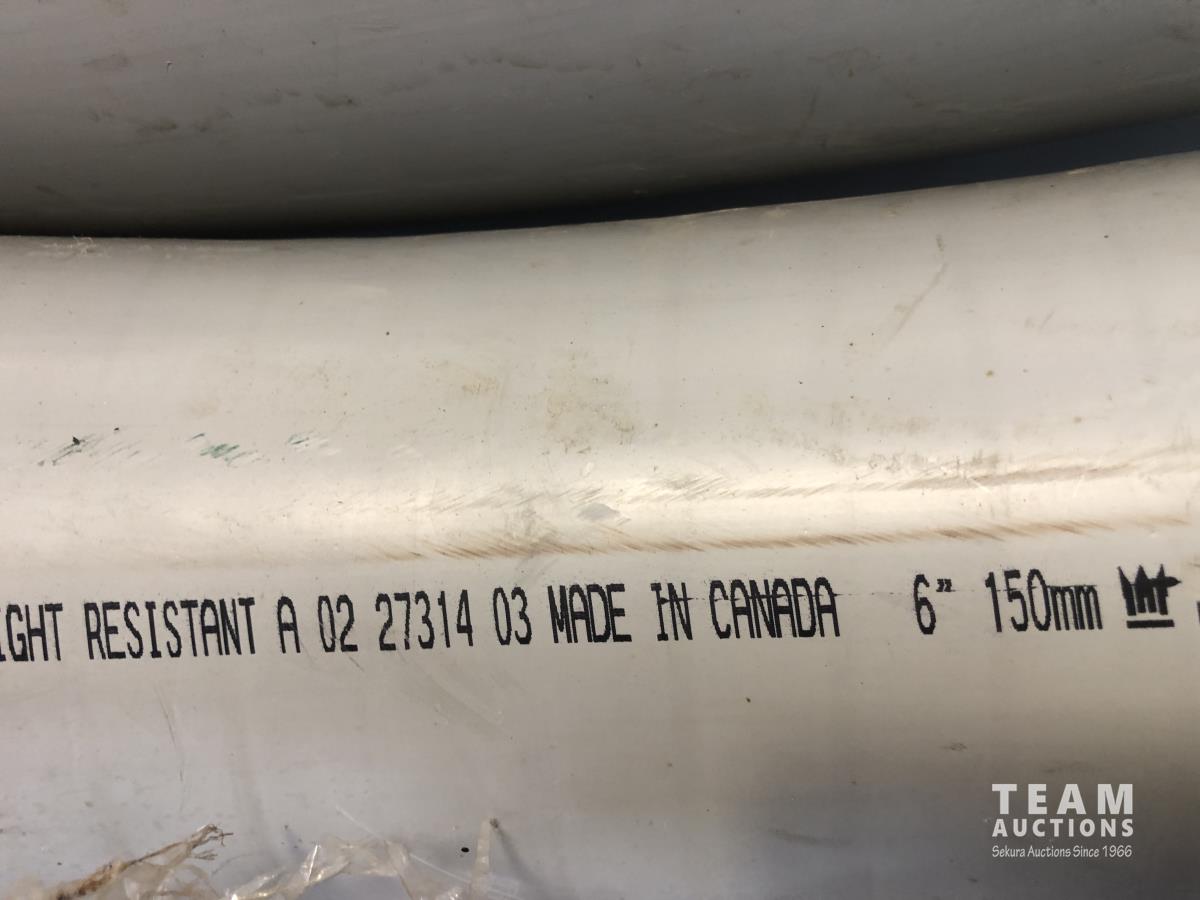 IGHT RESISTANT A 02 27314 03 MADE IN CANADA 6" 150mm
TEAM
AUCTIONS
Sekura Auctions Since 1966